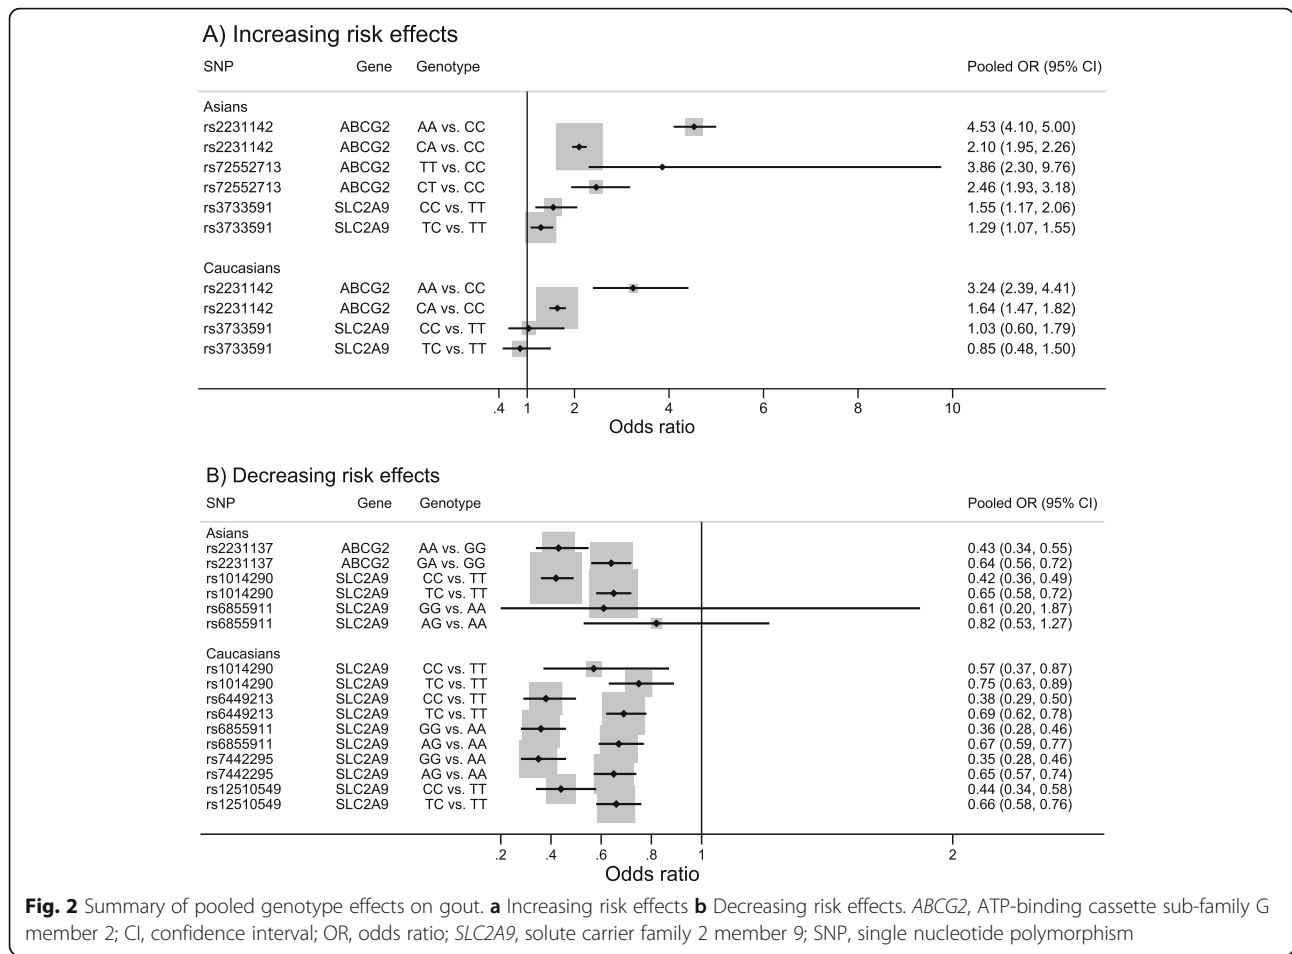 A) Increasing risk effects
SNP Gene Genotype Pooled OR (95% CI)
Asians
rs2231142 ABCG2 AA vs. CC 4.53 (4.10, 5.00)
rs2231142 ABCG2 CA vs. CC 2.10 (1.95, 2.26)
rs72552713 ABCG2 TT vs. CC 3.86 (2.30, 9.76)
rs72552713 ABCG2 CT vs. CC 2.46 (1.93, 3.18)
rs3733591 SLC2A9 CC vs. TT 1.55 (1.17, 2.06)
rs3733591 SLC2A9 TC vs. TT 1.29 (1.07, 1.55)
Caucasians
rs2231142 ABCG2 AA vs. CC 3.24 (2.39, 4.41)
rs2231142 ABCG2 CA vs. CC 1.64 (1.47, 1.82)
rs3733591 SLC2A9 CC vs. TT 1.03 (0.60, 1.79)
rs3733591 SLC2A9 TC vs. TT 0.85 (0.48, 1.50)
.4 1 2 4 6 8 10
Odds ratio
B) Decreasing risk effects
SNP Gene Genotype Pooled OR (95% CI)
Asians
rs2231137 ABCG2 AA vs. GG 0.43 (0.34, 0.55)
rs2231137 ABCG2 GA vs. GG 0.64 (0.56, 0.72)
rs1014290 SLC2A9 CC vs. TT 0.42 (0.36, 0.49)
rs1014290 SLC2A9 TC vs. TT 0.65 (0.58, 0.72)
rs6855911 SLC2A9 GG vs. AA 0.61 (0.20, 1.87)
rs6855911 SLC2A9 AG vs. AA 0.82 (0.53, 1.27)
Caucasians
rs1014290 SLC2A9 CC vs. TT 0.57 (0.37, 0.87)
rs1014290 SLC2A9 TC vs. TT 0.75 (0.63, 0.89)
rs6449213 SLC2A9 CC vs. TT 0.38 (0.29, 0.50)
rs6449213 SLC2A9 TC vs. TT 0.69 (0.62, 0.78)
rs6855911 SLC2A9 GG vs. AA 0.36 (0.28, 0.46)
rs6855911 SLC2A9 AG vs. AA 0.67 (0.59, 0.77)
rs7442295 SLC2A9 GG vs. AA 0.35 (0.28, 0.46)
rs7442295 SLC2A9 AG vs. AA 0.65 (0.57, 0.74)
rs12510549 SLC2A9 CC vs. TT 0.44 (0.34, 0.58)
rs12510549 SLC2A9 TC vs. TT 0.66 (0.58, 0.76)
.2 .4 .6 .8 1 2
Odds ratio
Fig. 2 Summary of pooled genotype effects on gout. a Increasing risk effects b Decreasing risk effects. ABCG2, ATP-binding cassette sub-family G
member 2; CI, confidence interval; OR, odds ratio; SLC2A9, solute carrier family 2 member 9; SNP, single nucleotide polymorphism